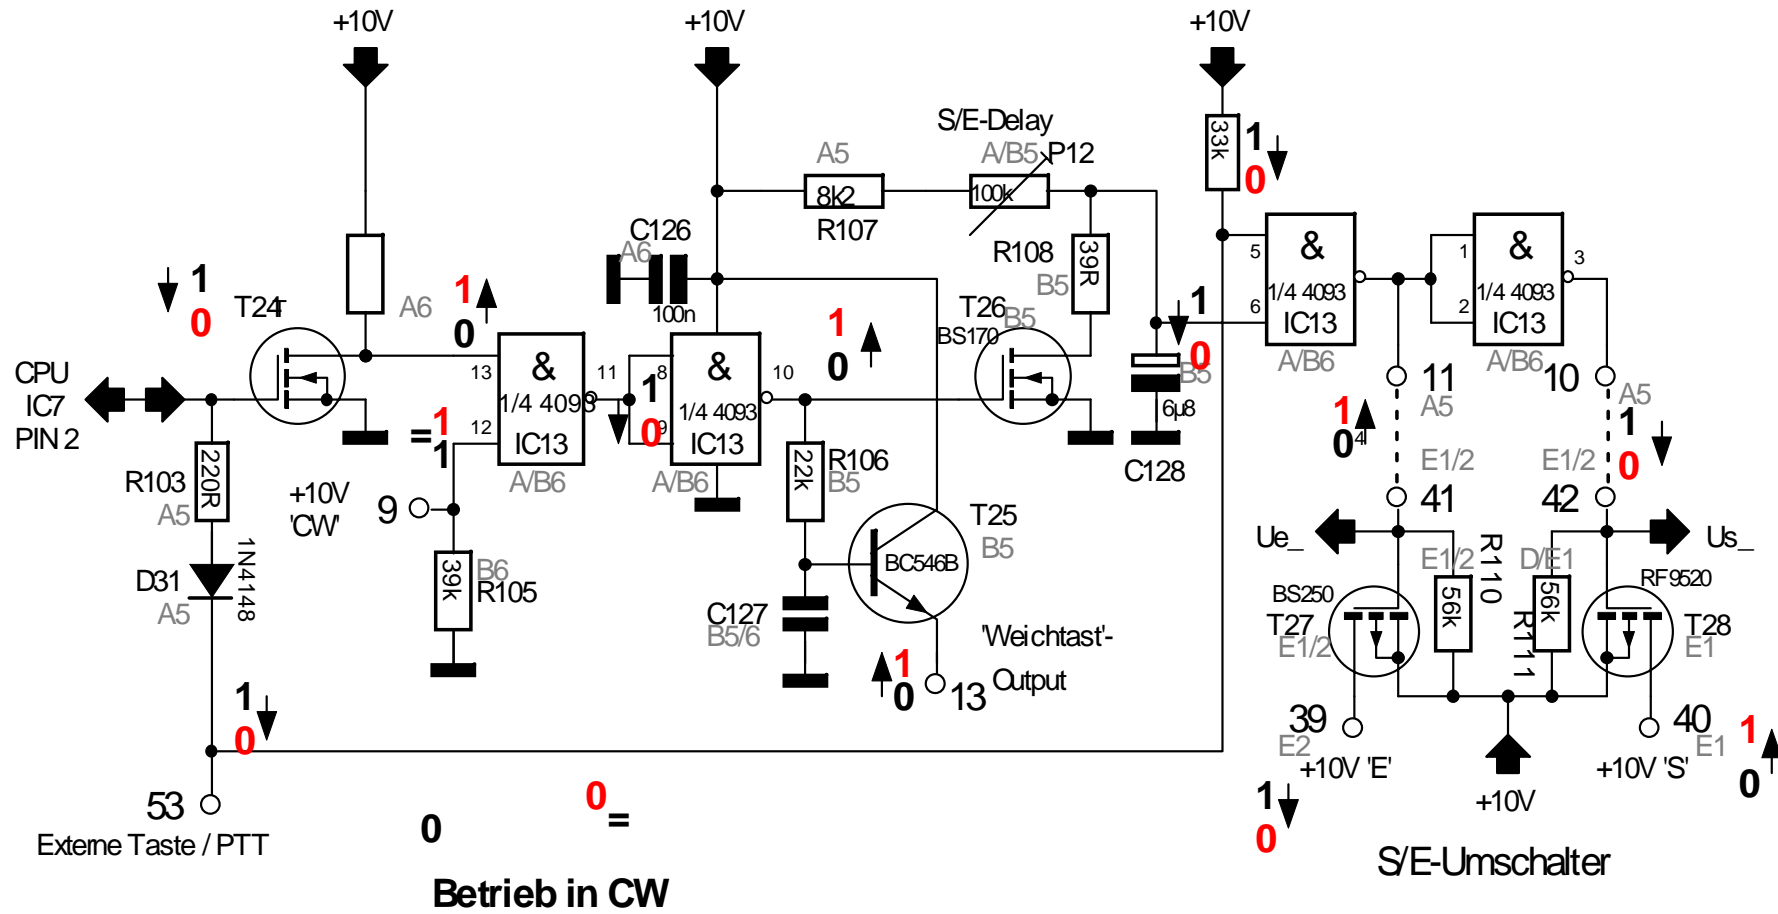 +10V
+10V
+10V
S/E-Delay
A5
A/B5
P12
8k2
100k
R107
33k
1
0
C126
A6
100n
R108
39R
B5
&
&
5
6
1
2
3
1/4 4093
IC13
A/B6
1/4 4093
IC13
A/B6
1
0
T24
A6
1
0
T26
B5
BS170
1
0
1
0
CPU
IC7
PIN 2
&
&
13
12
11
8
9
10
1/4 4093
IC13
A/B6
1/4 4093
IC13
A/B6
1
0
=
1
1
B5
6µ8
C128
11
A5
10
A5
1
0
4
1
0
R103
220R
A5
+10V
'CW'
9
22k
R106
B5
E1/2
E1/2
41
42
D31
A5
1N4148
39k
B6
R105
T25
B5
BC546B
C127
B5/6
Ue_
Us_
E1/2
D/E1
R110
R111
56k
56k
BS250
T27
E1/2
RF9520
T28
E1
'Weichtast'-
Output
13
1
0
1
0
39
E2
+10V 'E'
40
E1
+10V 'S'
1
0
1
0
+10V
53
Externe Taste / PTT
0
0
=
S/E-Umschalter
Betrieb in CW